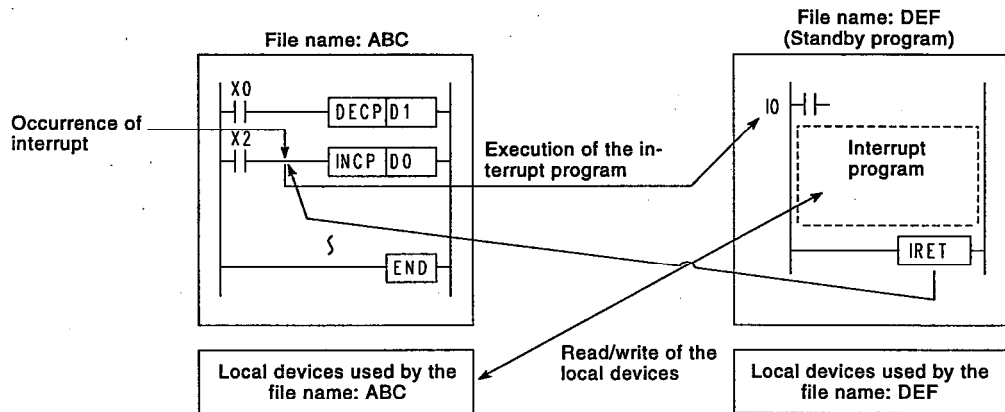 File name: ABC
File name: DEF
(Standby program)
X0
DECP D1
Occurrence of
interrupt
X2
INCP D0
Execution of the in-
terrupt program
I0
Interrupt
program
IRET
END
Read/write of the
local devices
Local devices used by the
file name: ABC
Local devices used by the
file name: DEF